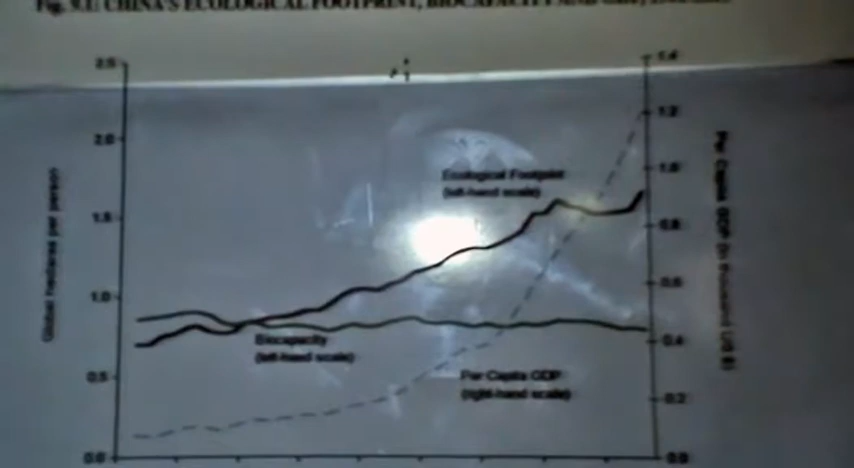 Fig. 9.1: CHINA'S ECOLOGICAL FOOTPRINT, BIOCAPACITY AND
2.5
2.0
1.5
1.0
0.5
0.0
Global hectares per person
Ecological Footprint
(left-hand scale)
Biocapacity
(left-hand scale)
Per Capita GDP
(right-hand scale)
1.4
1.2
1.0
0.8
0.6
0.4
0.2
0.0
Per Capita GDP (in thousand US $)